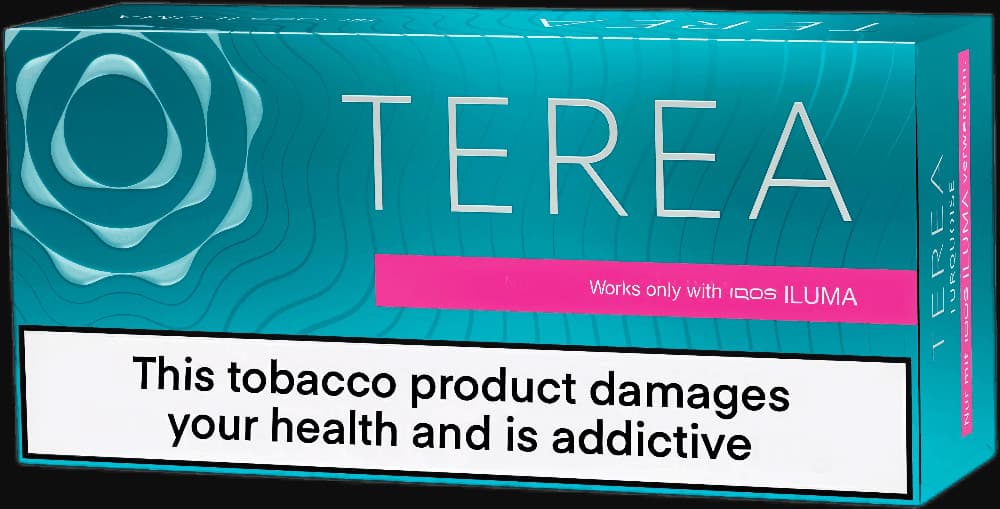 TEREA
TEREA
Works only with IQOS ILUMA
This tobacco product damages
your health and is addictive
TEREA
TURQUOISE
Nur mit IQOS ILUMA verwenden.